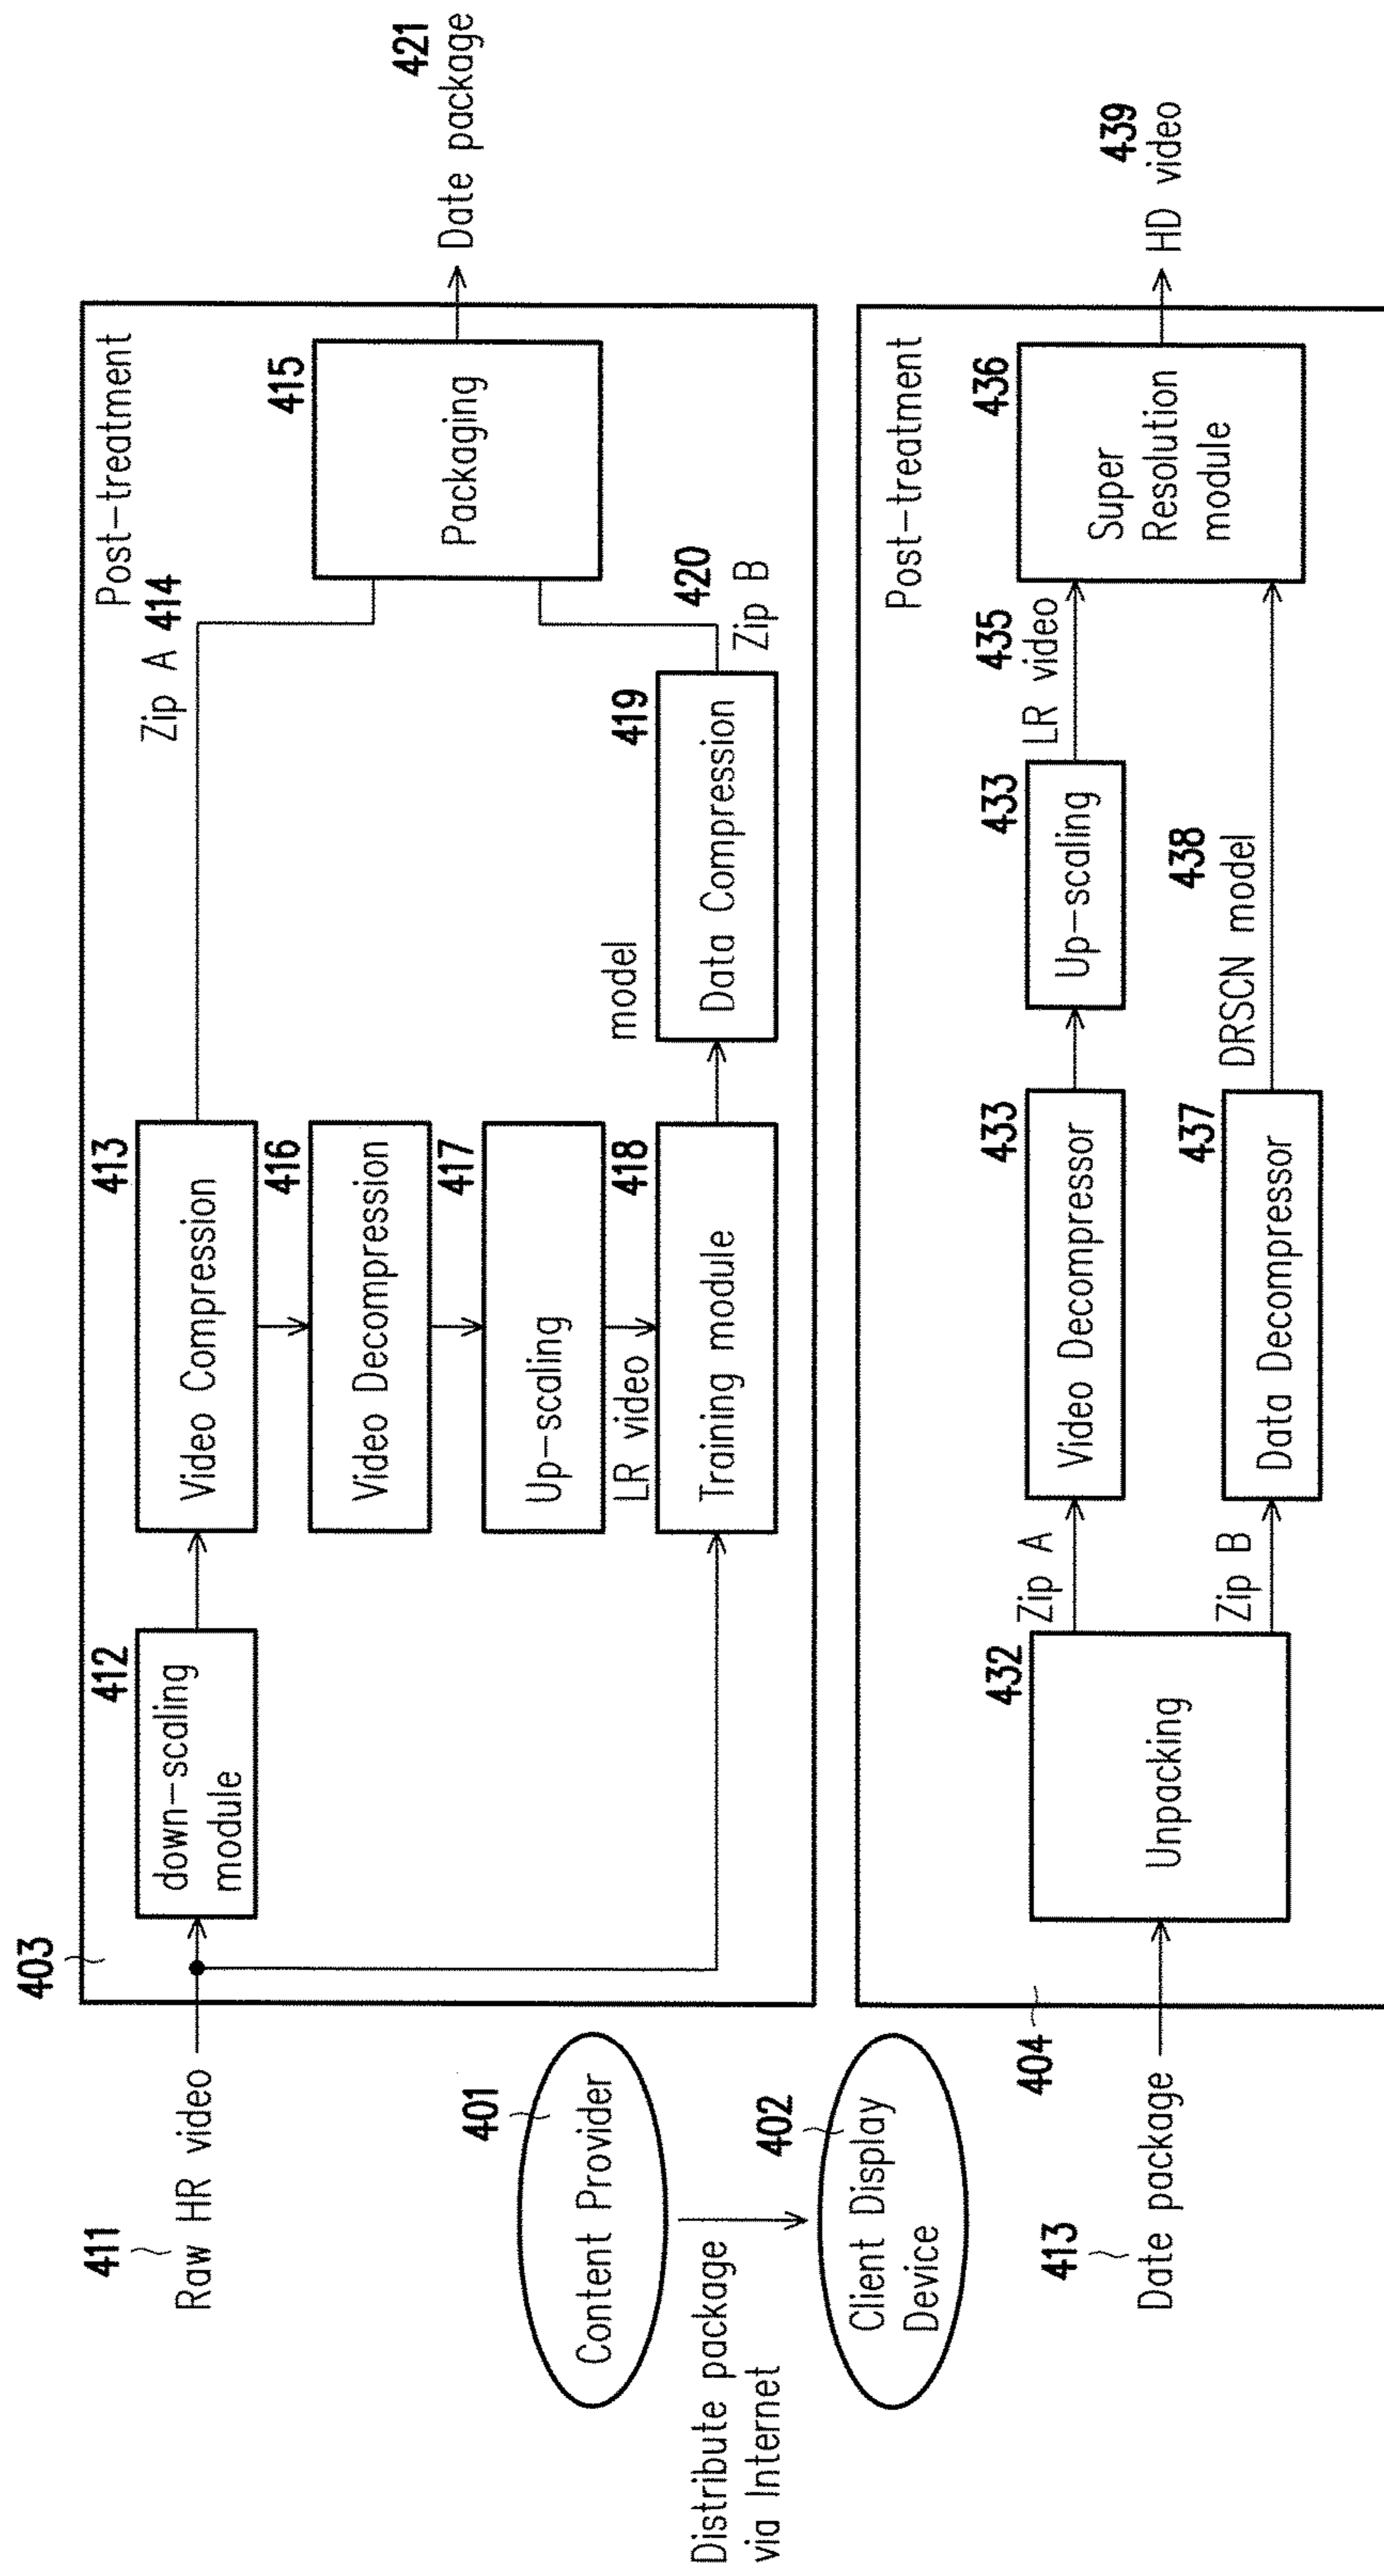 403
Post-treatment
411
Raw HR video
412
down-scaling
module
413
Video Compression
Zip A 414
416
Video Decompression
417
Up-scaling
LR video
418
Training module
model
419
Data Compression
420
Zip B
415
Packaging
421
Date package
401
Content Provider
Distribute package
via Internet
402
Client Display
Device
404
Post-treatment
413
Date package
432
Unpacking
Zip A
Zip B
433
Video Decompressor
433
Up-scaling
435
LR video
437
Data Decompressor
438
DRSCN model
436
Super
Resolution
module
439
HD video